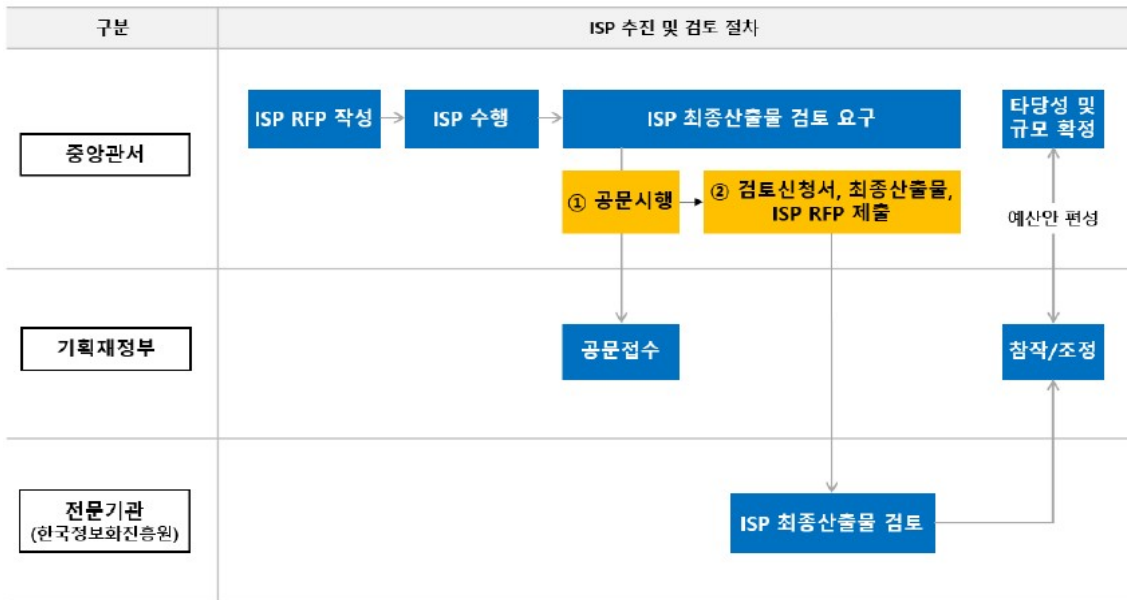 구분
ISP 추진 및 검토 절차
중앙관서
ISP RFP 작성
ISP 수행
ISP 최종산출물 검토 요구
타당성 및
규모 확정
① 공문시행
② 검토신청서, 최종산출물,
ISP RFP 제출
예산안 편성
기획재정부
공문접수
참작/조정
전문기관
(한국정보화진흥원)
ISP 최종산출물 검토